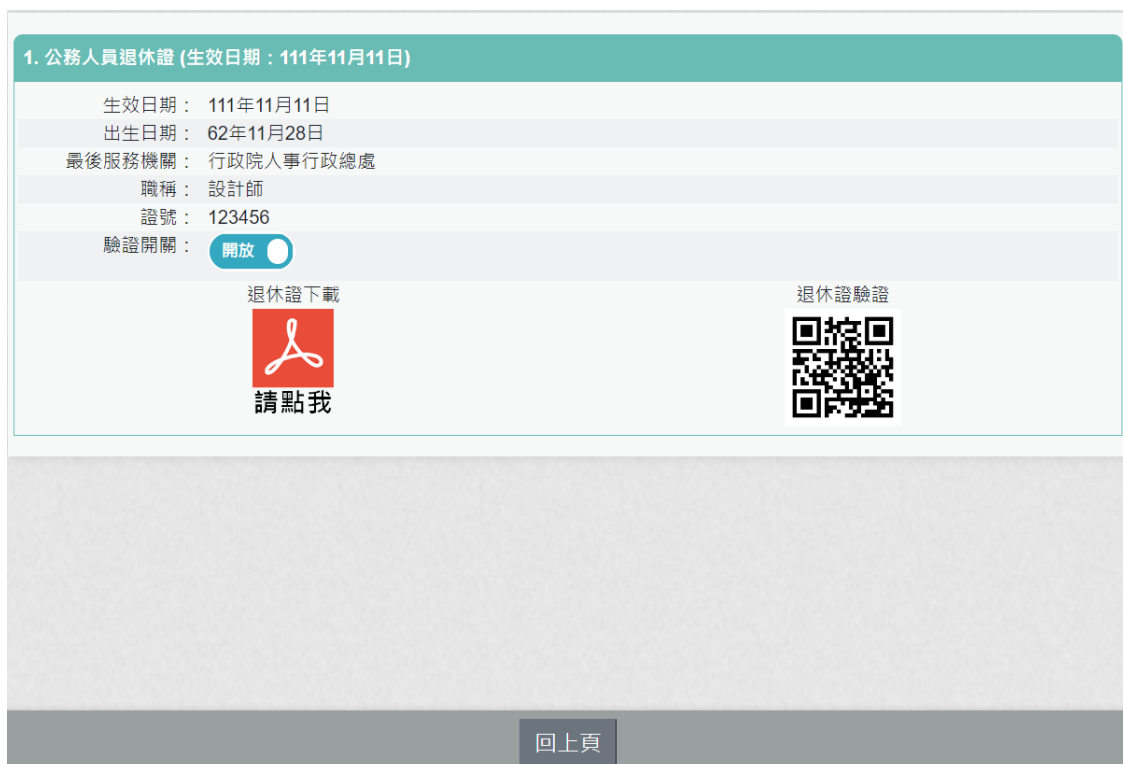 1. 公務人員退休證 (生效日期：111年11月11日)
生效日期： 111年11月11日
出生日期： 62年11月28日
最後服務機關： 行政院人事行政總處
職稱： 設計師
證號： 123456
驗證開關： 開放
退休證下載 退休證驗證
請點我
回上頁